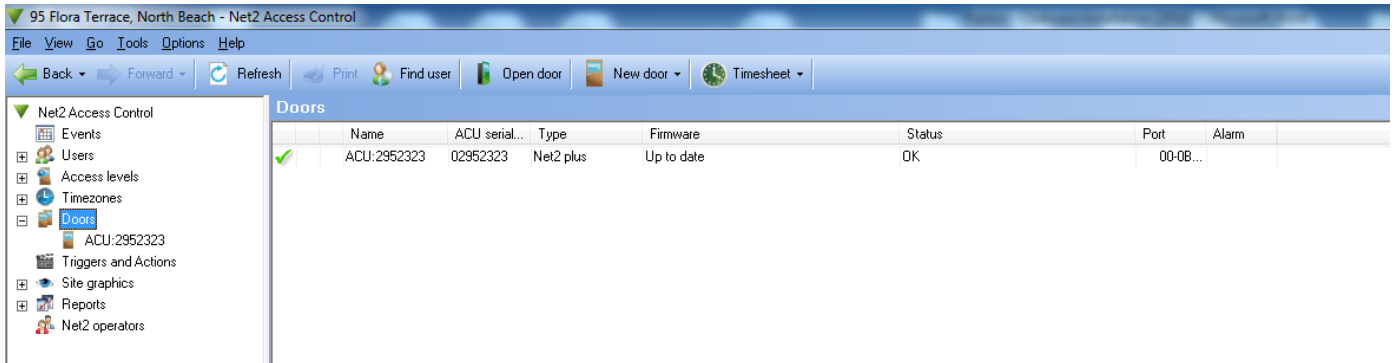 95 Flora Terrace, North Beach - Net2 Access Control
File View Go Tools Options Help
Back Forward Refresh Print Find user Open door New door Timesheet
Net2 Access Control
Events
Users
Access levels
Timezones
Doors
ACU:2952323
Triggers and Actions
Site graphics
Reports
Net2 operators
Doors
Name ACU serial... Type Firmware Status Port Alarm
ACU:2952323 02952323 Net2 plus Up to date OK 00-0B...